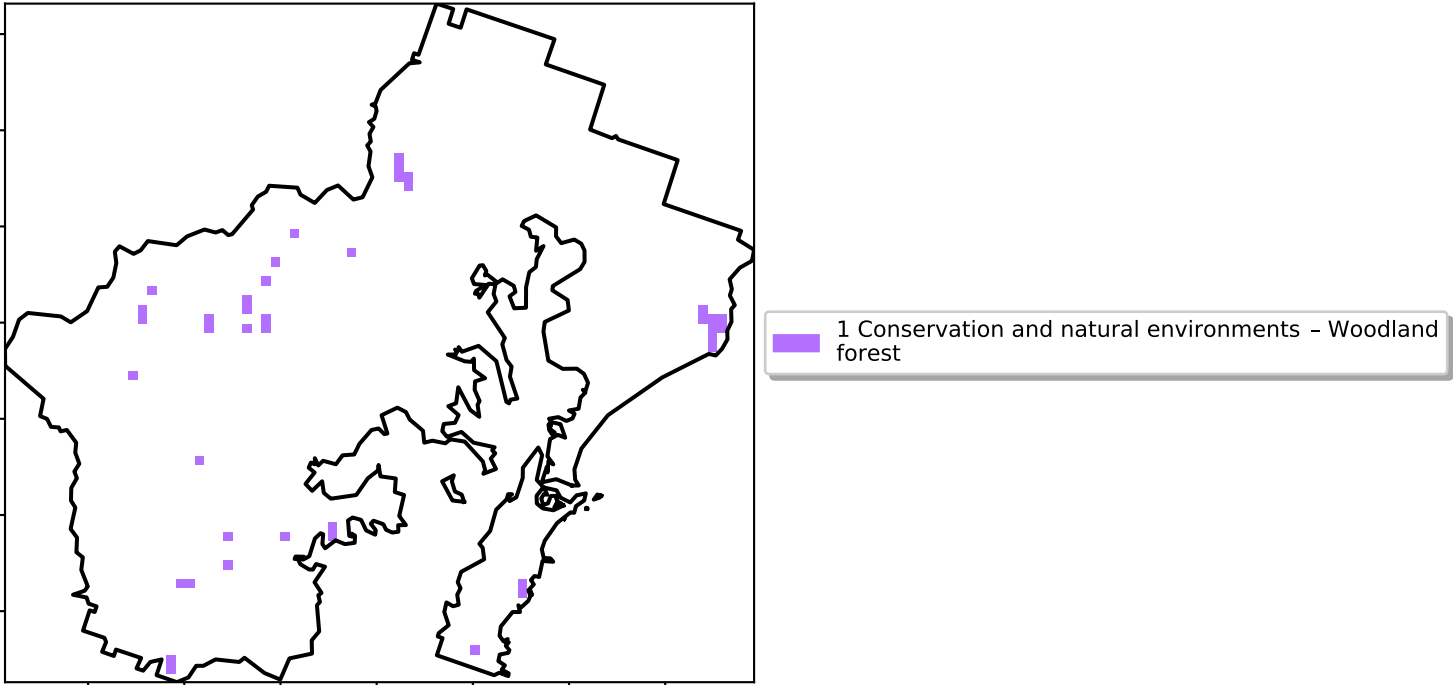 1 Conservation and natural environments – Woodland
forest